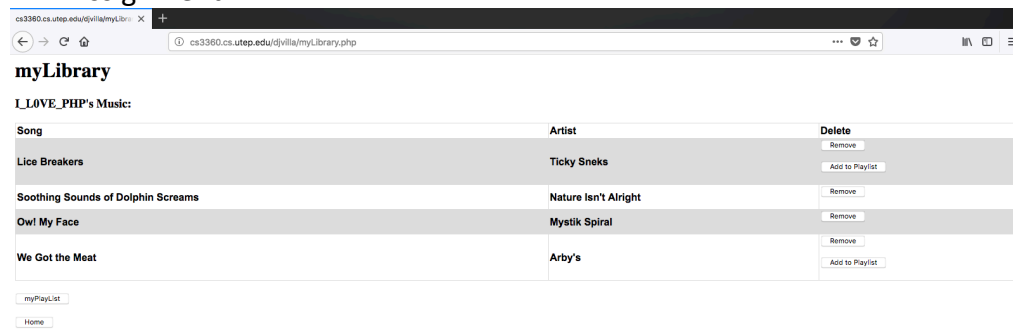 cs3360.cs.utep.edu/djvilla/myLibra
cs3360.cs.utep.edu/djvilla/myLibrary.php
myLibrary
I_L0VE_PHP's Music:
Song Artist Delete
Lice Breakers Ticky Sneks Remove
Add to Playlist
Soothing Sounds of Dolphin Screams Nature Isn't Alright Remove
Ow! My Face Mystik Spiral Remove
We Got the Meat Arby's Remove
Add to Playlist
myPlayList
Home